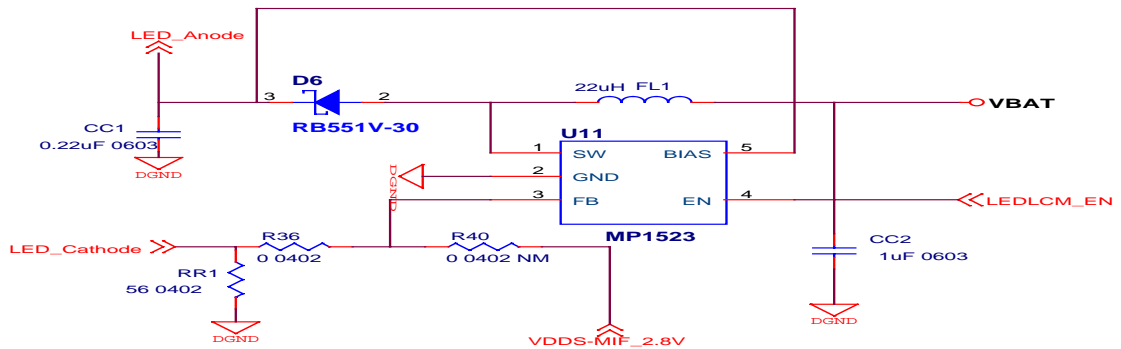 LED_Anode
D6
3
2
22uH FL1
VBAT
RB551V-30
CC1
0.22uF 0603
DGND
U11
1
SW
BIAS
5
DGND
2
GND
3
FB
EN
4
LEDLCM_EN
MP1523
LED_Cathode
R36
0 0402
R40
0 0402 NM
CC2
1uF 0603
RR1
56 0402
DGND
DGND
VDDS-MIF_2.8V